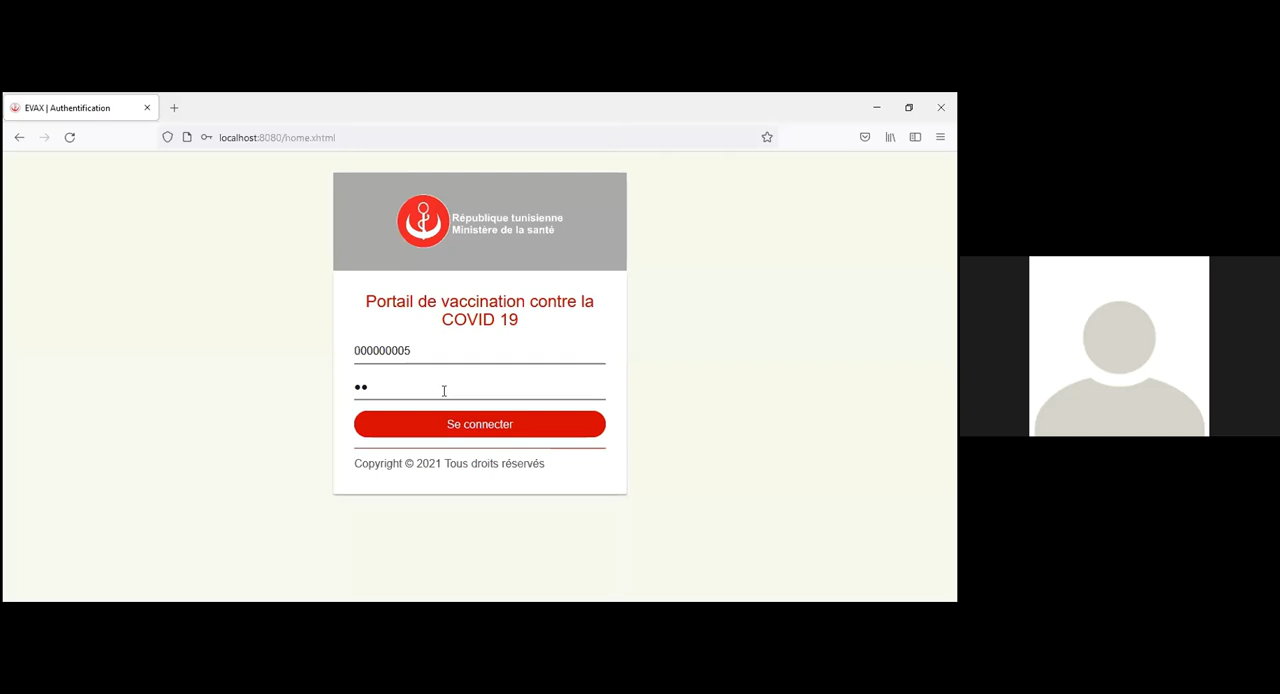 EVAX | Authentification
localhost:8080/home.xhtml
République tunisienne
Ministère de la santé
Portail de vaccination contre la
COVID 19
000000005
••
Se connecter
Copyright © 2021 Tous droits réservés